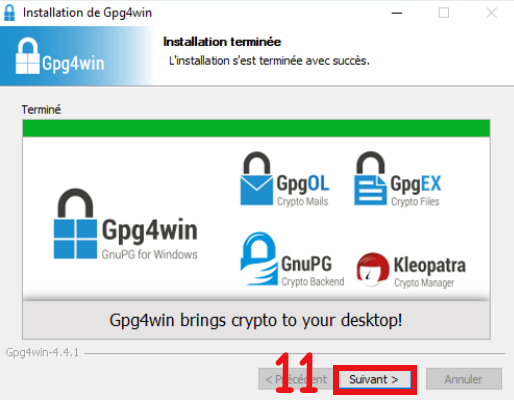 Installation de Gpg4win
Installation terminée
L'installation s'est terminée avec succès.
Gpg4win
Terminé
GpgOL
Crypto Mails
GpgEX
Crypto Files
Gpg4win
GnuPG for Windows
GnuPG
Crypto Backend
Kleopatra
Crypto Manager
Gpg4win brings crypto to your desktop!
Gpg4win-4.4.1
< Précédent
11
Suivant >
Annuler